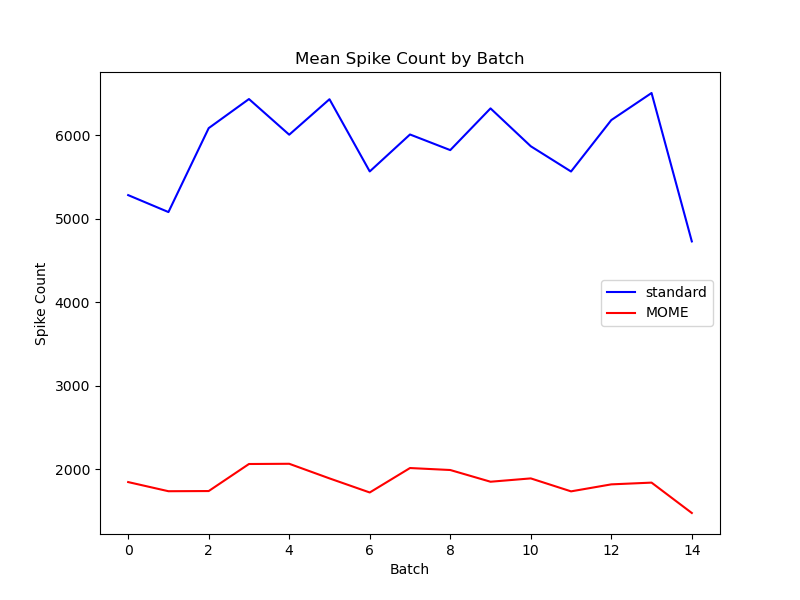 Mean Spike Count by Batch
Spike Count
6000
5000
4000
3000
2000
standard
MOME
0 2 4 6 8 10 12 14
Batch